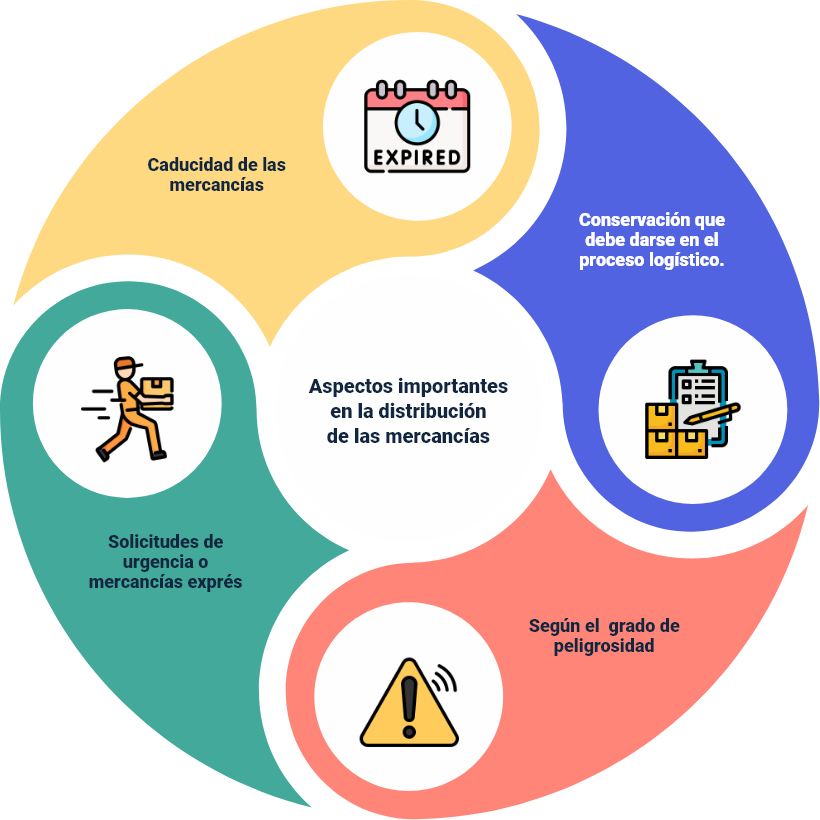 EXPIRED
Caducidad de las
mercancías
Conservación que
debe darse en el
proceso logístico.
Aspectos importantes
en la distribución
de las mercancías
Solicitudes de
urgencia o
mercancías exprés
Según el  grado de
peligrosidad